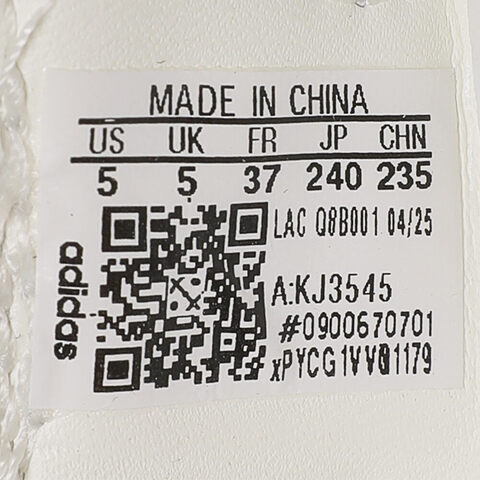 MADE IN CHINA
US UK FR JP CHN
5 5 37 240 235
LAC Q8B001 04/25
A:KJ3545
#0900670701
adidas